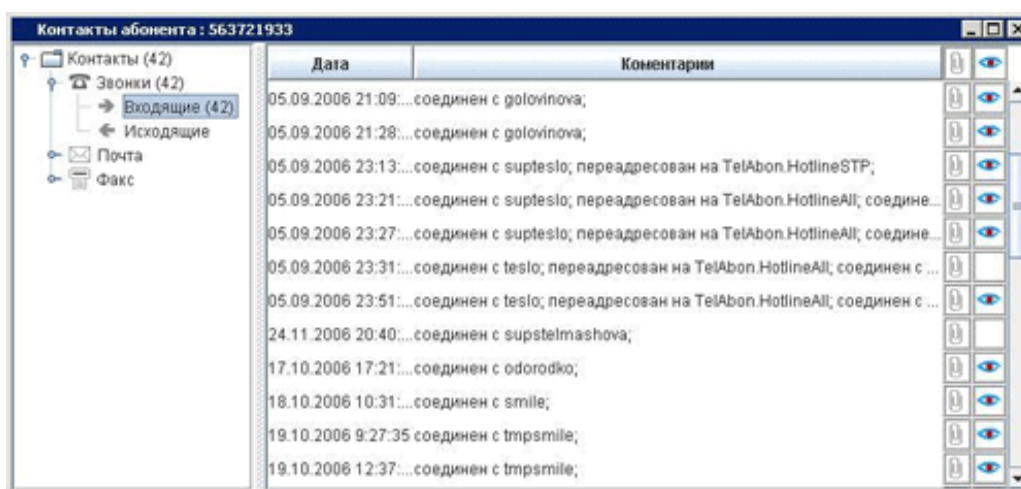 Контакты абонента : 563721933
Контакты (42)
Звонки (42)
Входящие (42)
Исходящие
Почта
Факс
Дата Коментарии
05.09.2006 21:09:... соединен с golovinova;
05.09.2006 21:28:... соединен с golovinova;
05.09.2006 23:13:... соединен с supteslo; переадресован на TelAbon.HotlineSTP;
05.09.2006 23:21:... соединен с supteslo; переадресован на TelAbon.HotlineAll; соедине...
05.09.2006 23:27:... соединен с supteslo; переадресован на TelAbon.HotlineAll; соедине...
05.09.2006 23:31:... соединен с teslo; переадресован на TelAbon.HotlineAll; соединен с ...
05.09.2006 23:51:... соединен с teslo; переадресован на TelAbon.HotlineAll; соединен с ...
24.11.2006 20:40:... соединен с supstelmashova;
17.10.2006 17:21:... соединен с odorodko;
18.10.2006 10:31:... соединен с smile;
19.10.2006 9:27:35 соединен с tmpsmile;
19.10.2006 12:37:... соединен с tmpsmile;